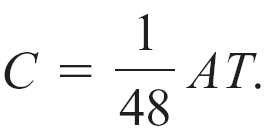 C = 1/48 AT.